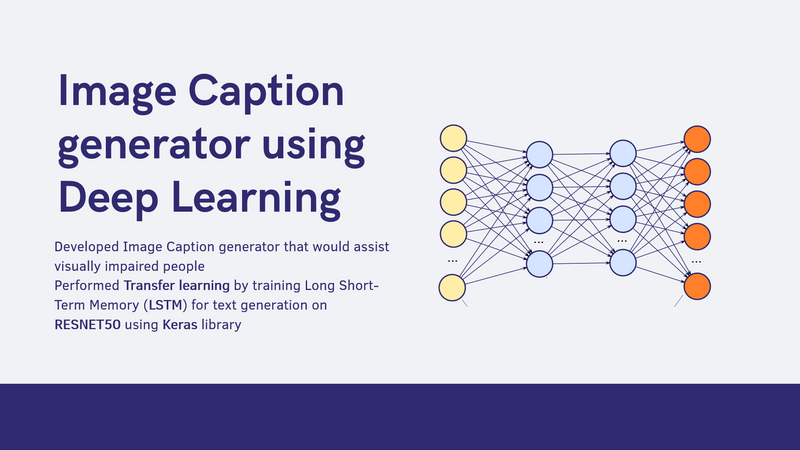 Image Caption
generator using
Deep Learning
Developed Image Caption generator that would assist
visually impaired people
Performed Transfer learning by training Long Short-
Term Memory (LSTM) for text generation on
RESNET50 using Keras library
...
...
...
...